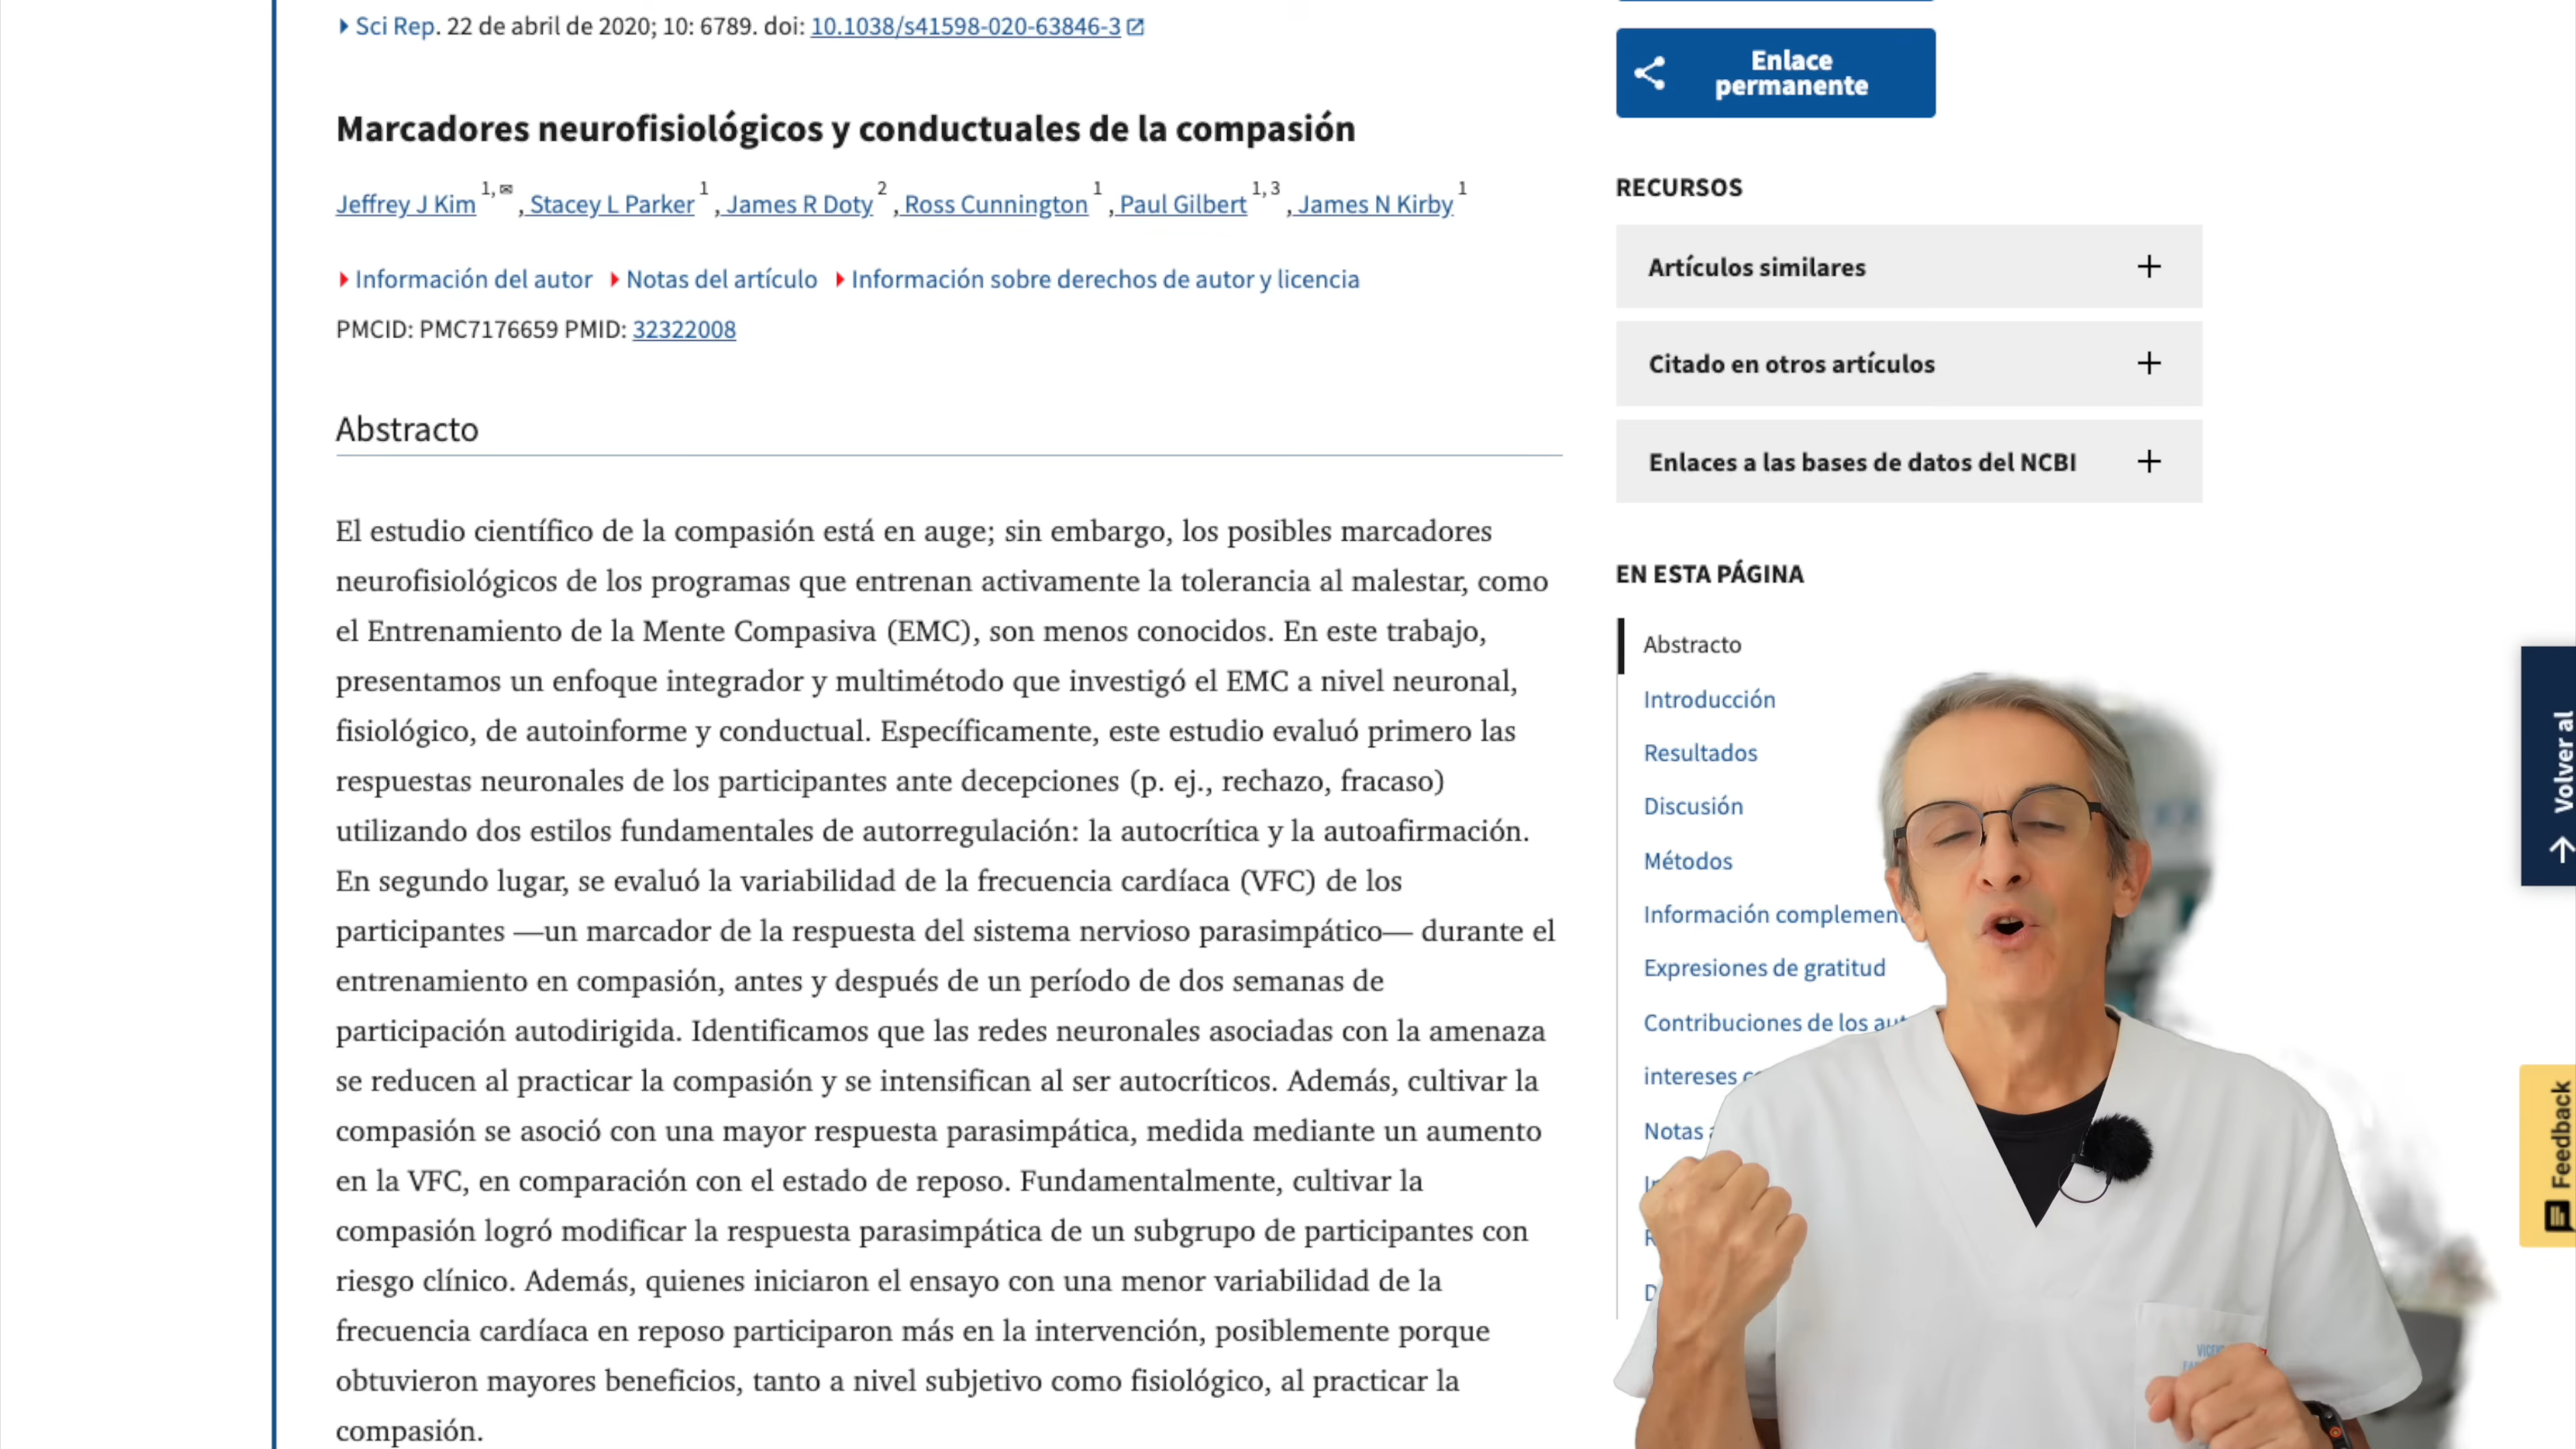 Sci Rep. 22 de abril de 2020; 10: 6789. doi: 10.1038/s41598-020-63846-3
Marcadores neurofisiológicos y conductuales de la compasión
Jeffrey J Kim 1,✉, Stacey L Parker 1, James R Doty 2, Ross Cunnington 1, Paul Gilbert 1,3, James N Kirby 1
Información del autor Notas del artículo Información sobre derechos de autor y licencia
PMCID: PMC7176659 PMID: 32322008
Abstracto
El estudio científico de la compasión está en auge; sin embargo, los posibles marcadores
neurofisiológicos de los programas que entrenan activamente la tolerancia al malestar, como
el Entrenamiento de la Mente Compasiva (EMC), son menos conocidos. En este trabajo,
presentamos un enfoque integrador y multimétodo que investigó el EMC a nivel neuronal,
fisiológico, de autoinforme y conductual. Específicamente, este estudio evaluó primero las
respuestas neuronales de los participantes ante decepciones (p. ej., rechazo, fracaso)
utilizando dos estilos fundamentales de autorregulación: la autocrítica y la autoafirmación.
En segundo lugar, se evaluó la variabilidad de la frecuencia cardíaca (VFC) de los
participantes —un marcador de la respuesta del sistema nervioso parasimpático— durante el
entrenamiento en compasión, antes y después de un período de dos semanas de
participación autodirigida. Identificamos que las redes neuronales asociadas con la amenaza
se reducen al practicar la compasión y se intensifican al ser autocríticos. Además, cultivar la
compasión se asoció con una mayor respuesta parasimpática, medida mediante un aumento
en la VFC, en comparación con el estado de reposo. Fundamentalmente, cultivar la
compasión logró modificar la respuesta parasimpática de un subgrupo de participantes con
riesgo clínico. Además, quienes iniciaron el ensayo con una menor variabilidad de la
frecuencia cardíaca en reposo participaron más en la intervención, posiblemente porque
obtuvieron mayores beneficios, tanto a nivel subjetivo como fisiológico, al practicar la
compasión.
Enlace
permanente
RECURSOS
Artículos similares
Citado en otros artículos
Enlaces a las bases de datos del NCBI
EN ESTA PÁGINA
Abstracto
Introducción
Resultados
Discusión
Métodos
Información complemen
Expresiones de gratitud
Contribuciones de los aut
intereses
Notas
Volver al
Feedback